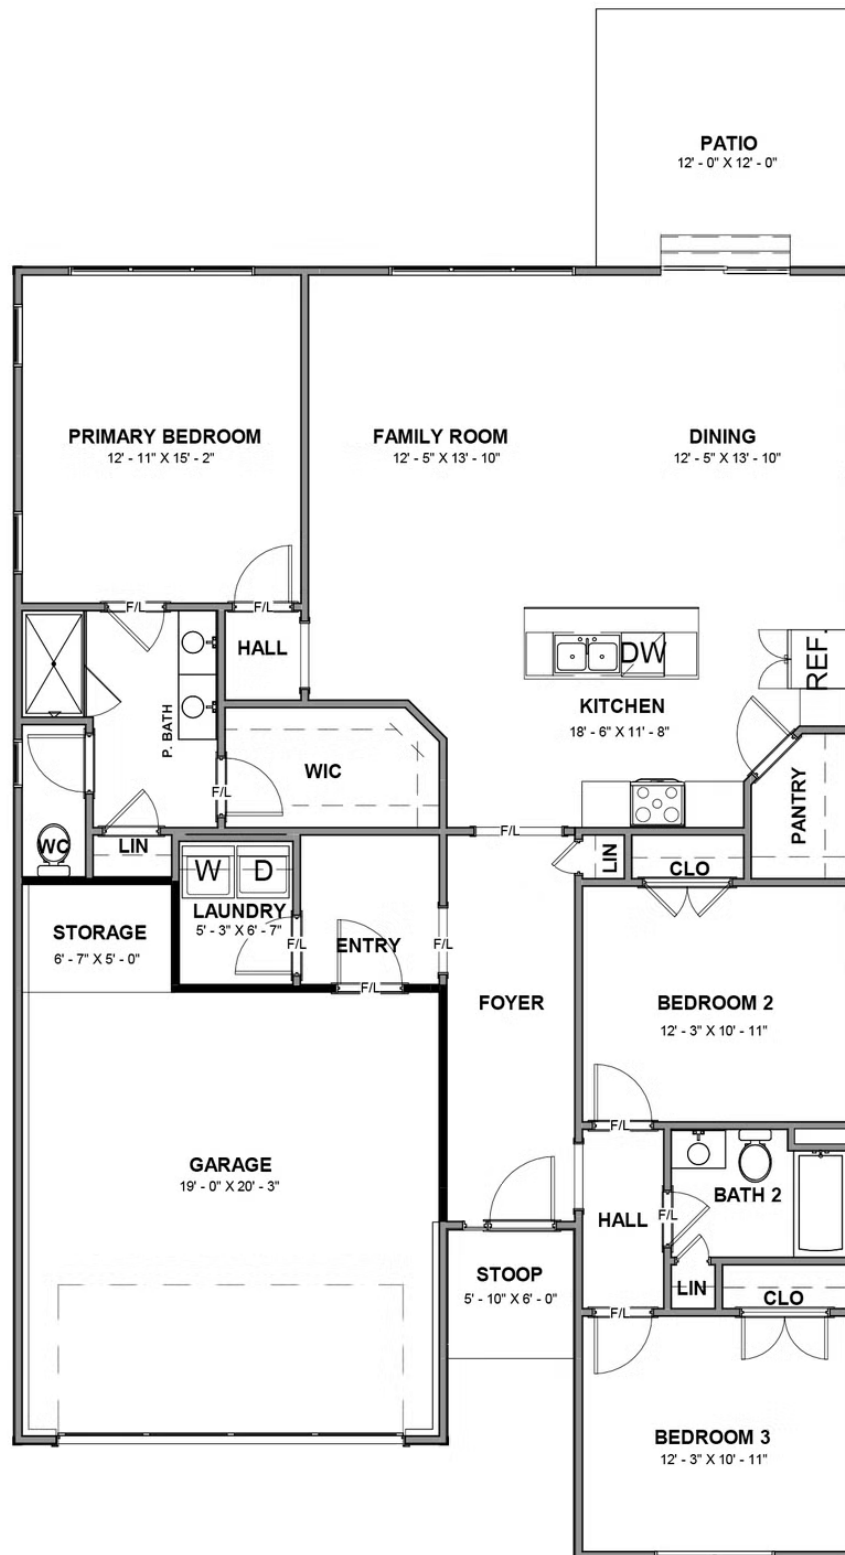 PATIO
12' - 0" X 12' - 0"
PRIMARY BEDROOM
12' - 11" X 15' - 2"
FAMILY ROOM
12' - 5" X 13' - 10"
DINING
12' - 5" X 13' - 10"
F/L
F/L
HALL
DW
REF.
P. BATH
KITCHEN
18' - 6" X 11' - 8"
WIC
F/L
PANTRY
WC
LIN
F/L
LIN
CLO
W
D
LAUNDRY
5' - 3" X 6' - 7"
STORAGE
6' - 7" X 5' - 0"
F/L
ENTRY
F/L
F/L
FOYER
BEDROOM 2
12' - 3" X 10' - 11"
F/L
GARAGE
19' - 0" X 20' - 3"
BATH 2
HALL
F/L
STOOP
5' - 10" X 6' - 0"
LIN
CLO
F/L
BEDROOM 3
12' - 3" X 10' - 11"